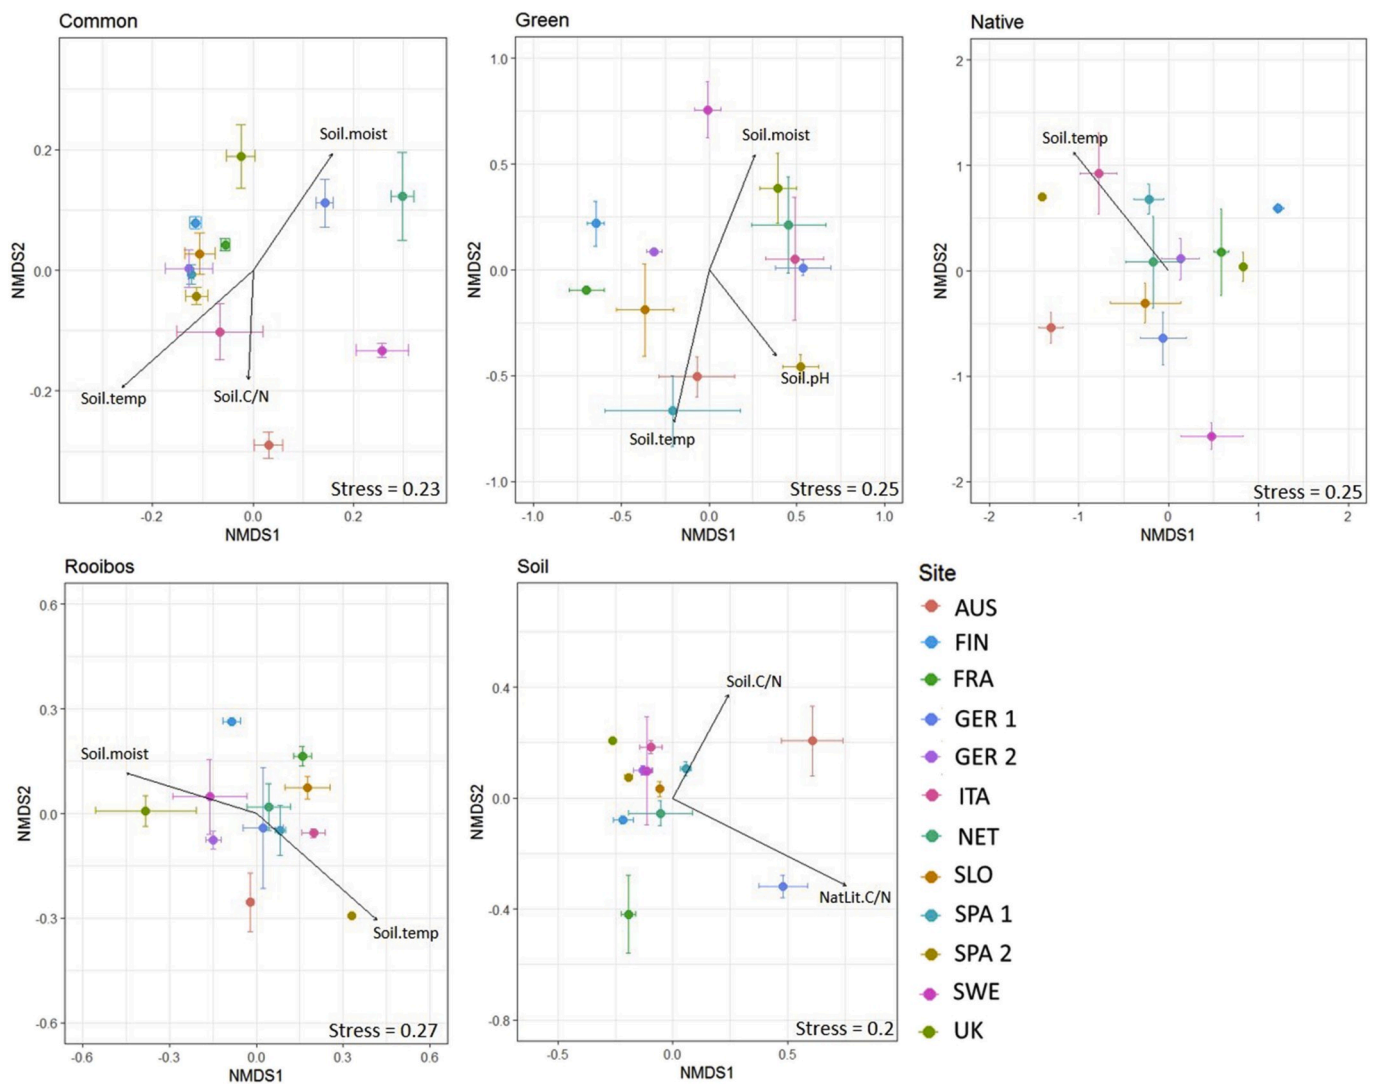 Common
NMDS2
0.2
0.0
-0.2
Soil.moist
Soil.temp
Soil.C/N
Stress = 0.23
-0.2
0.0
0.2
NMDS1
Green
NMDS2
1.0
0.5
0.0
-0.5
-1.0
Soil.moist
Soil.pH
Soil.temp
Stress = 0.25
-1.0
-0.5
0.0
0.5
1.0
NMDS1
Native
NMDS2
2
1
0
-1
-2
Soil.temp
Stress = 0.25
-2
-1
0
1
2
NMDS1
Rooibos
NMDS2
0.6
0.3
0.0
-0.3
-0.6
Soil.moist
Soil.temp
Stress = 0.27
-0.6
-0.3
0.0
0.3
0.6
NMDS1
Soil
NMDS2
0.4
0.0
-0.4
-0.8
Soil.C/N
NatLit.C/N
Stress = 0.2
-0.5
0.0
0.5
NMDS1
Site
AUS
FIN
FRA
GER 1
GER 2
ITA
NET
SLO
SPA 1
SPA 2
SWE
UK